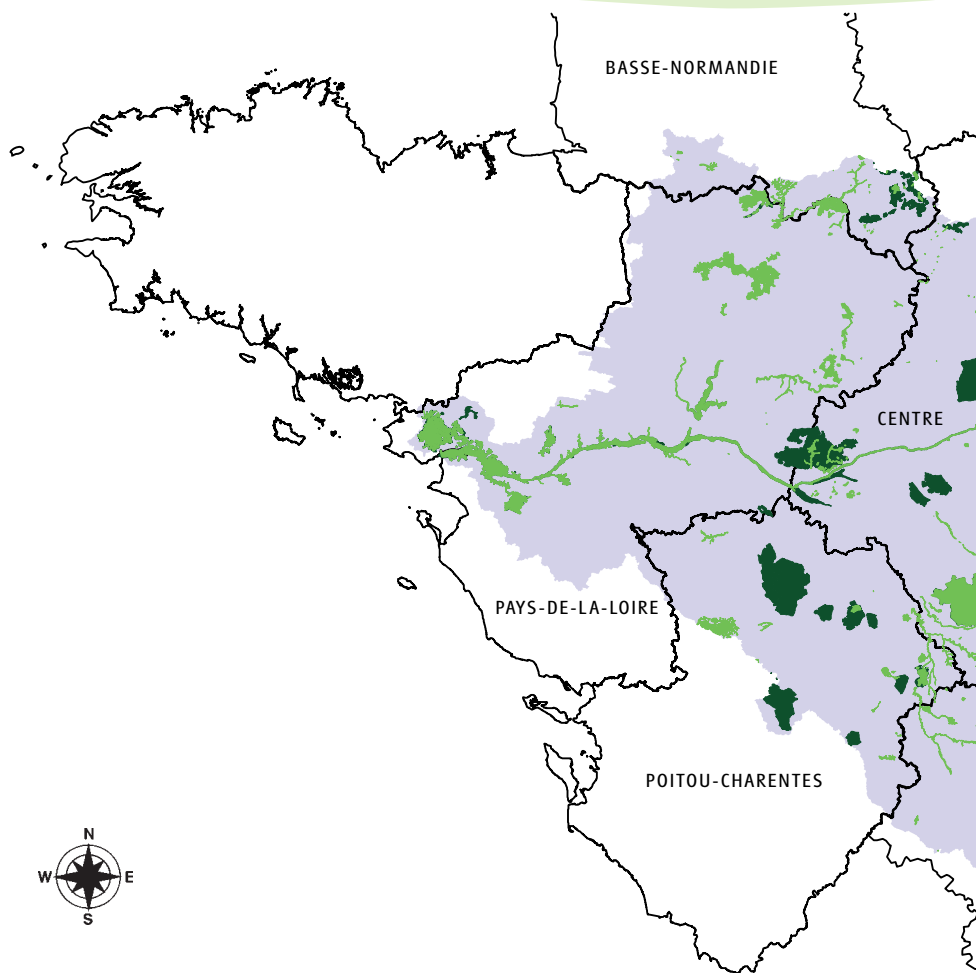 BASSE-NORMANDIE
CENTRE
PAYS-DE-LA-LOIRE
POITOU-CHARENTES
N
W E
S